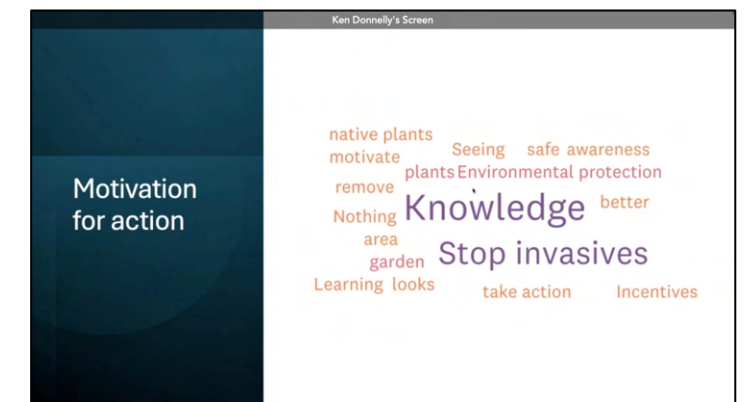 Ken Donnelly's Screen
Motivation
for action
native plants
motivate
Seeing
safe
awareness
plants
Environmental protection
remove
Knowledge
better
Nothing
area
garden
Stop invasives
Learning
looks
take action
Incentives